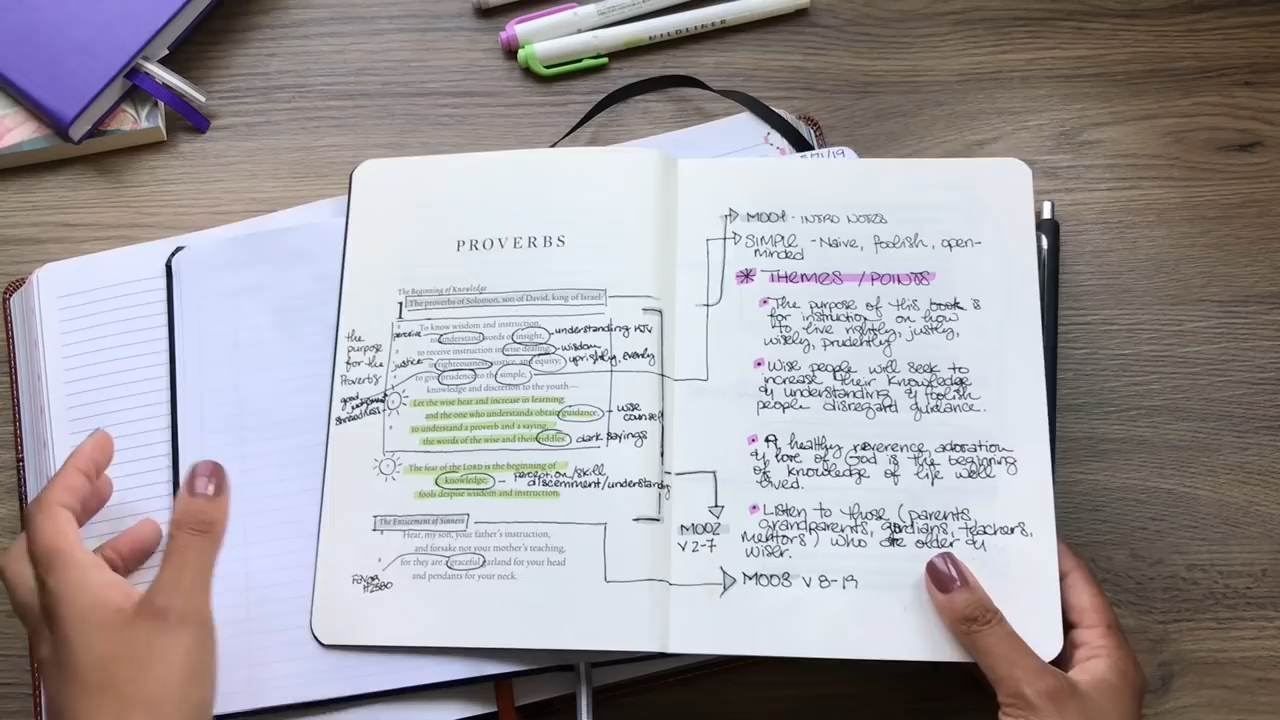 MILDLINER
5/21/19
PROVERBS
The Beginning of Knowledge
1 The proverbs of Solomon, son of David, king of Israel:
To know wisdom and instruction,
to understand words of insight,
to receive instruction in wise dealing,
in righteousness, justice, and equity;
to give prudence to the simple,
knowledge and discretion to the youth—
Let the wise hear and increase in learning,
and the one who understands obtain guidance,
to understand a proverb and a saying,
the words of the wise and their riddles.
The fear of the LORD is the beginning of
knowledge;
fools despise wisdom and instruction.
The Enticement of Sinners
Hear, my son, your father's instruction,
and forsake not your mother's teaching,
for they are a graceful garland for your head
and pendants for your neck.
the
purpose
for the
Proverbs
good
judgement
shrewdness
perceive
justice
understanding KJV
wisdom
uprightly, evenly
wise
counsel
dark sayings
perception/skill
discernment/understanding
Favor
H2580
M001 - INTRO NOTES
SIMPLE - Naive, foolish, open-
minded
* THEMES / POINTS
• The purpose of this book is
for instruction on how
to live rightly, justly,
wisely, prudently
• Wise people will seek to
increase their knowledge
& understanding & foolish
people disregard guidance.
• A healthy reverence, adoration
& love of God is the beginning
of knowledge of life well
lived.
• Listen to those (parents
grandparents, guardians, teachers,
mentors) who are older &
wiser.
M002
V 2-7
M003 V 8-19